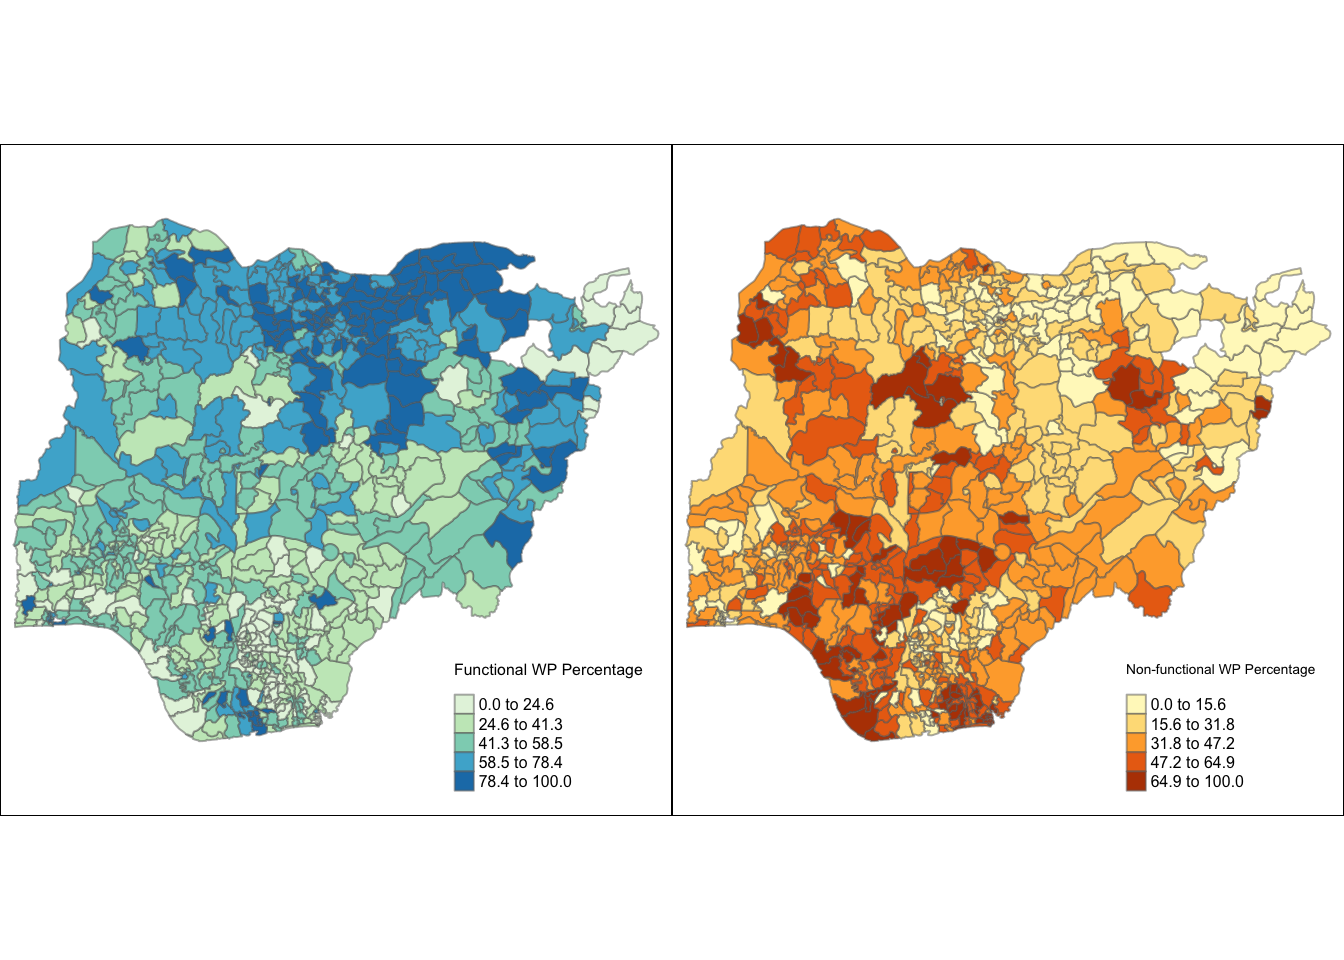 Functional WP Percentage
0.0 to 24.6
24.6 to 41.3
41.3 to 58.5
58.5 to 78.4
78.4 to 100.0
Non-functional WP Percentage
0.0 to 15.6
15.6 to 31.8
31.8 to 47.2
47.2 to 64.9
64.9 to 100.0